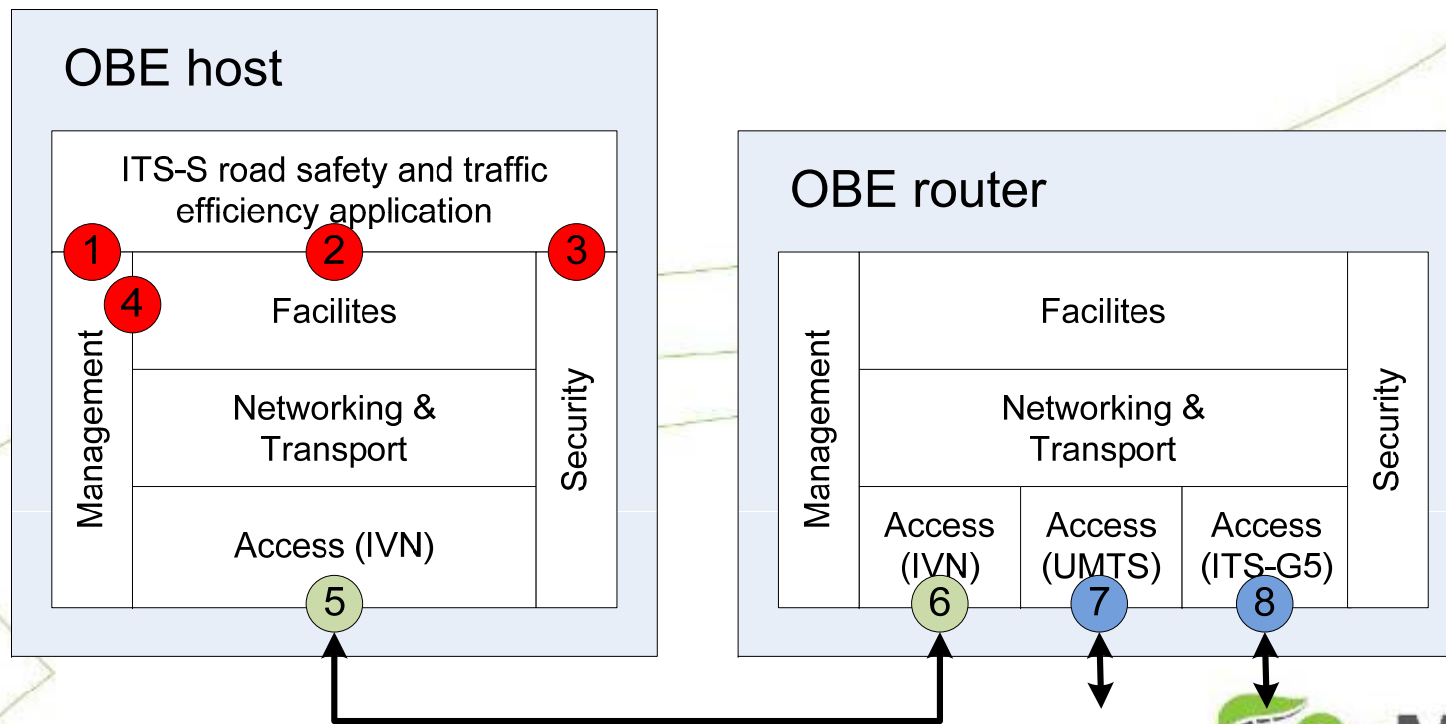 OBE host
ITS-S road safety and traffic
efficiency application
1
2
3
4
Facilites
Management
Networking &
Transport
Security
Access (IVN)
5
OBE router
Facilites
Management
Networking &
Transport
Security
Access
(IVN)
Access
(UMTS)
Access
(ITS-G5)
6
7
8